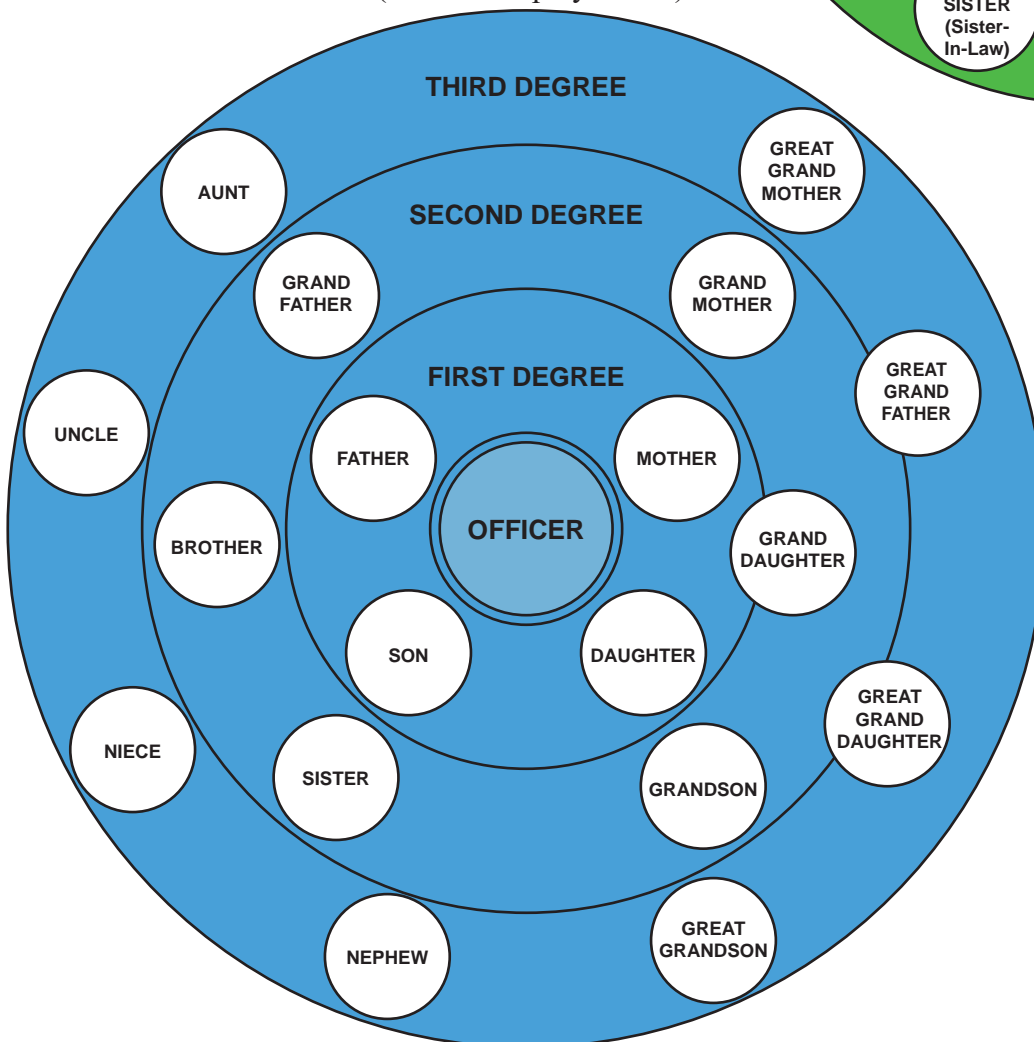 SISTER
(Sister-
In-Law)
THIRD DEGREE
GREAT
GRAND
MOTHER
AUNT
SECOND DEGREE
GRAND
FATHER
GRAND
MOTHER
FIRST DEGREE
GREAT
GRAND
FATHER
UNCLE
FATHER
MOTHER
OFFICER
BROTHER
GRAND
DAUGHTER
SON
DAUGHTER
GREAT
GRAND
DAUGHTER
NIECE
SISTER
GRANDSON
NEPHEW
GREAT
GRANDSON